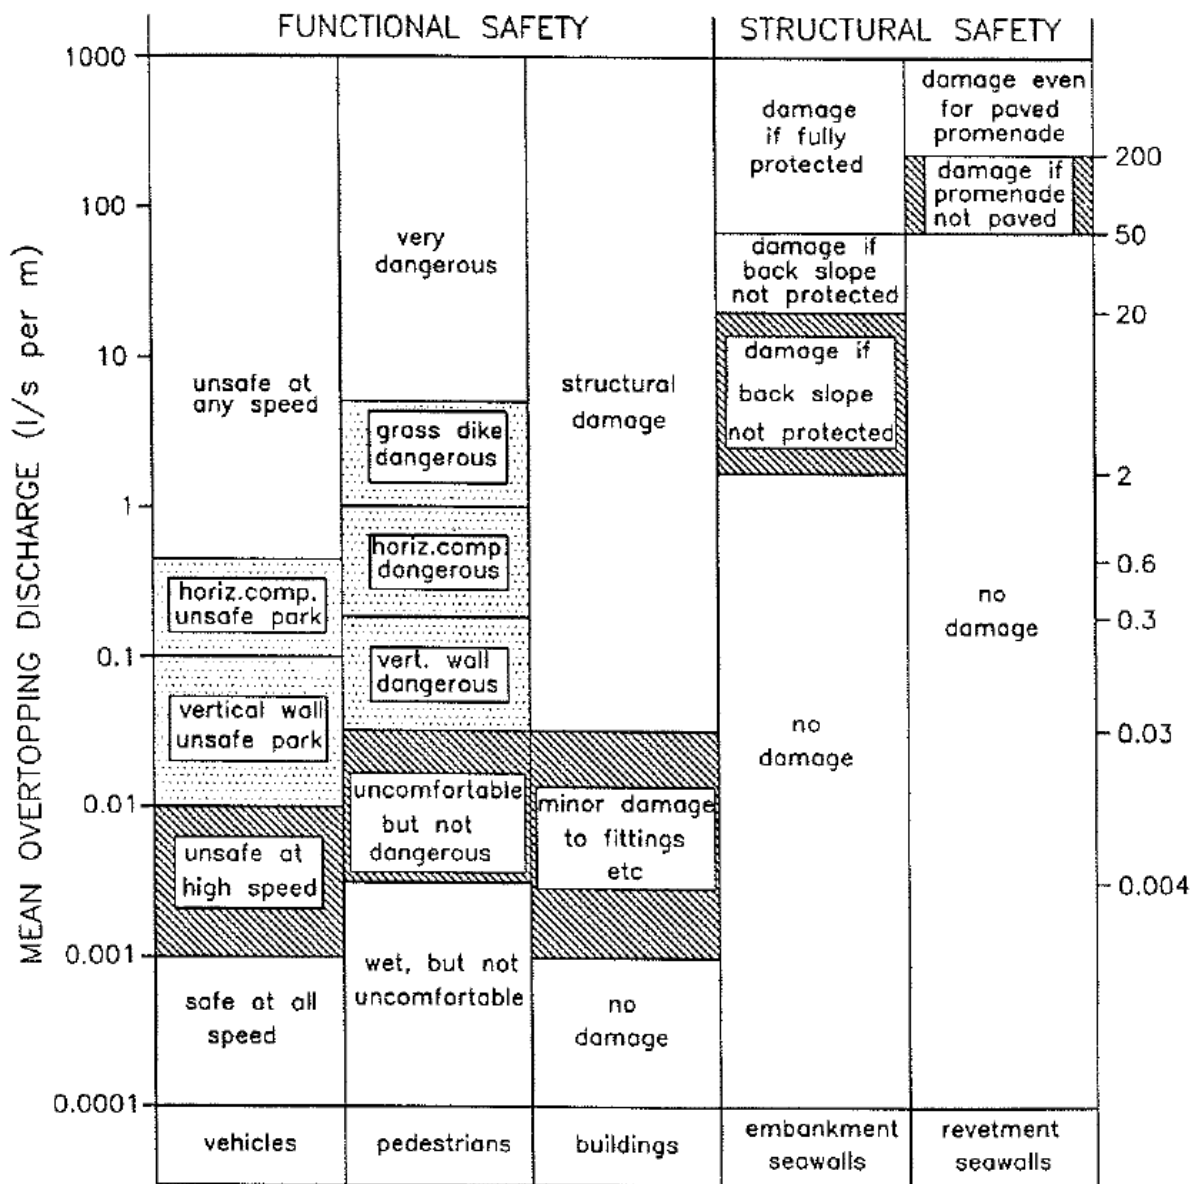 FUNCTIONAL SAFETY
STRUCTURAL SAFETY
MEAN OVERTOPPING DISCHARGE (l/s per m)
1000
100
10
1
0.1
0.01
0.001
0.0001
unsafe at
any speed
horiz.comp.
unsafe park
vertical wall
unsafe park
unsafe at
high speed
safe at all
speed
vehicles
very
dangerous
grass dike
dangerous
horiz.comp
dangerous
vert. wall
dangerous
uncomfortable
but not
dangerous
wet, but not
uncomfortable
pedestrians
structural
damage
minor damage
to fittings
etc
no
damage
buildings
damage
if fully
protected
damage if
back slope
not protected
damage if
back slope
not protected
no
damage
embankment
seawalls
damage even
for paved
promenade
damage if
promenade
not paved
no
damage
revetment
seawalls
200
50
20
2
0.6
0.3
0.03
0.004